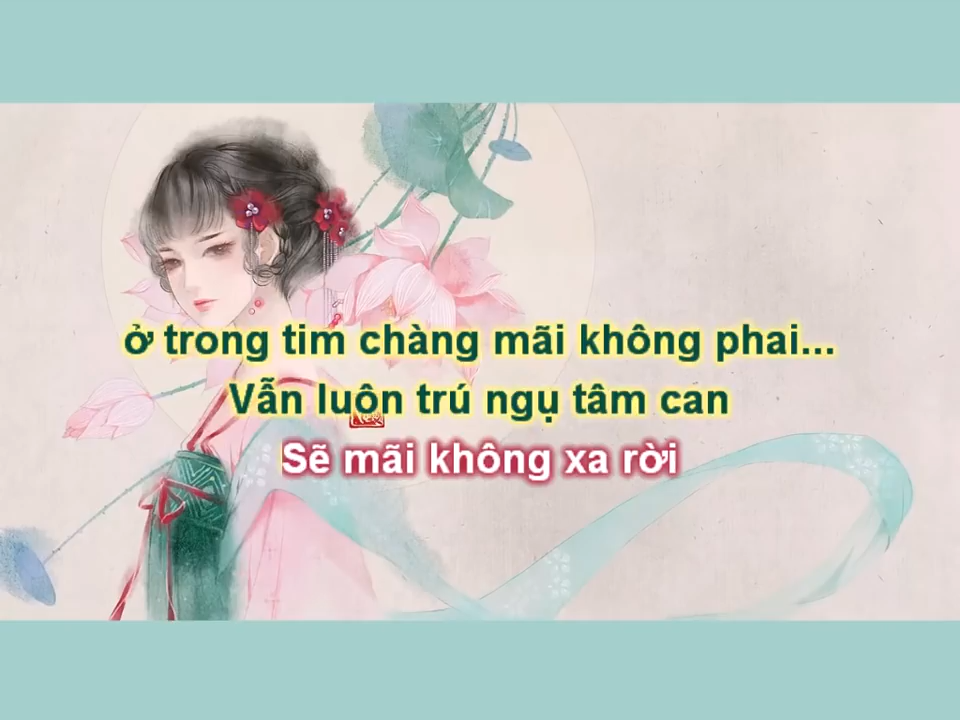 ở trong tim chàng mãi không phai...
Vẫn luôn trú ngụ tâm can
Sẽ mãi không xa rời